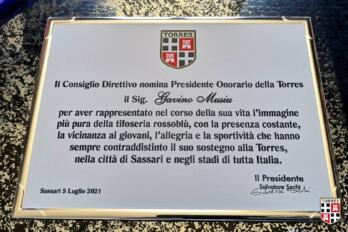 TORRES
Il Consiglio Direttivo nomina Presidente Onorario della Torres
il Sig. Gavino Musiu
per aver rappresentato nel corso della sua vita l'immagine
più pura della tifoseria rossoblù, con la presenza costante,
la vicinanza ai giovani, l'allegria e la sportività che hanno
sempre contraddistinto il suo sostegno alla Torres,
nella città di Sassari e negli stadi di tutta Italia.
Il Presidente
Salvatore Sechi
Sassari 5 Luglio 2021
TORRES